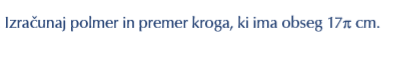 Izračunaj polmer in premer kroga, ki ima obseg 17π cm.